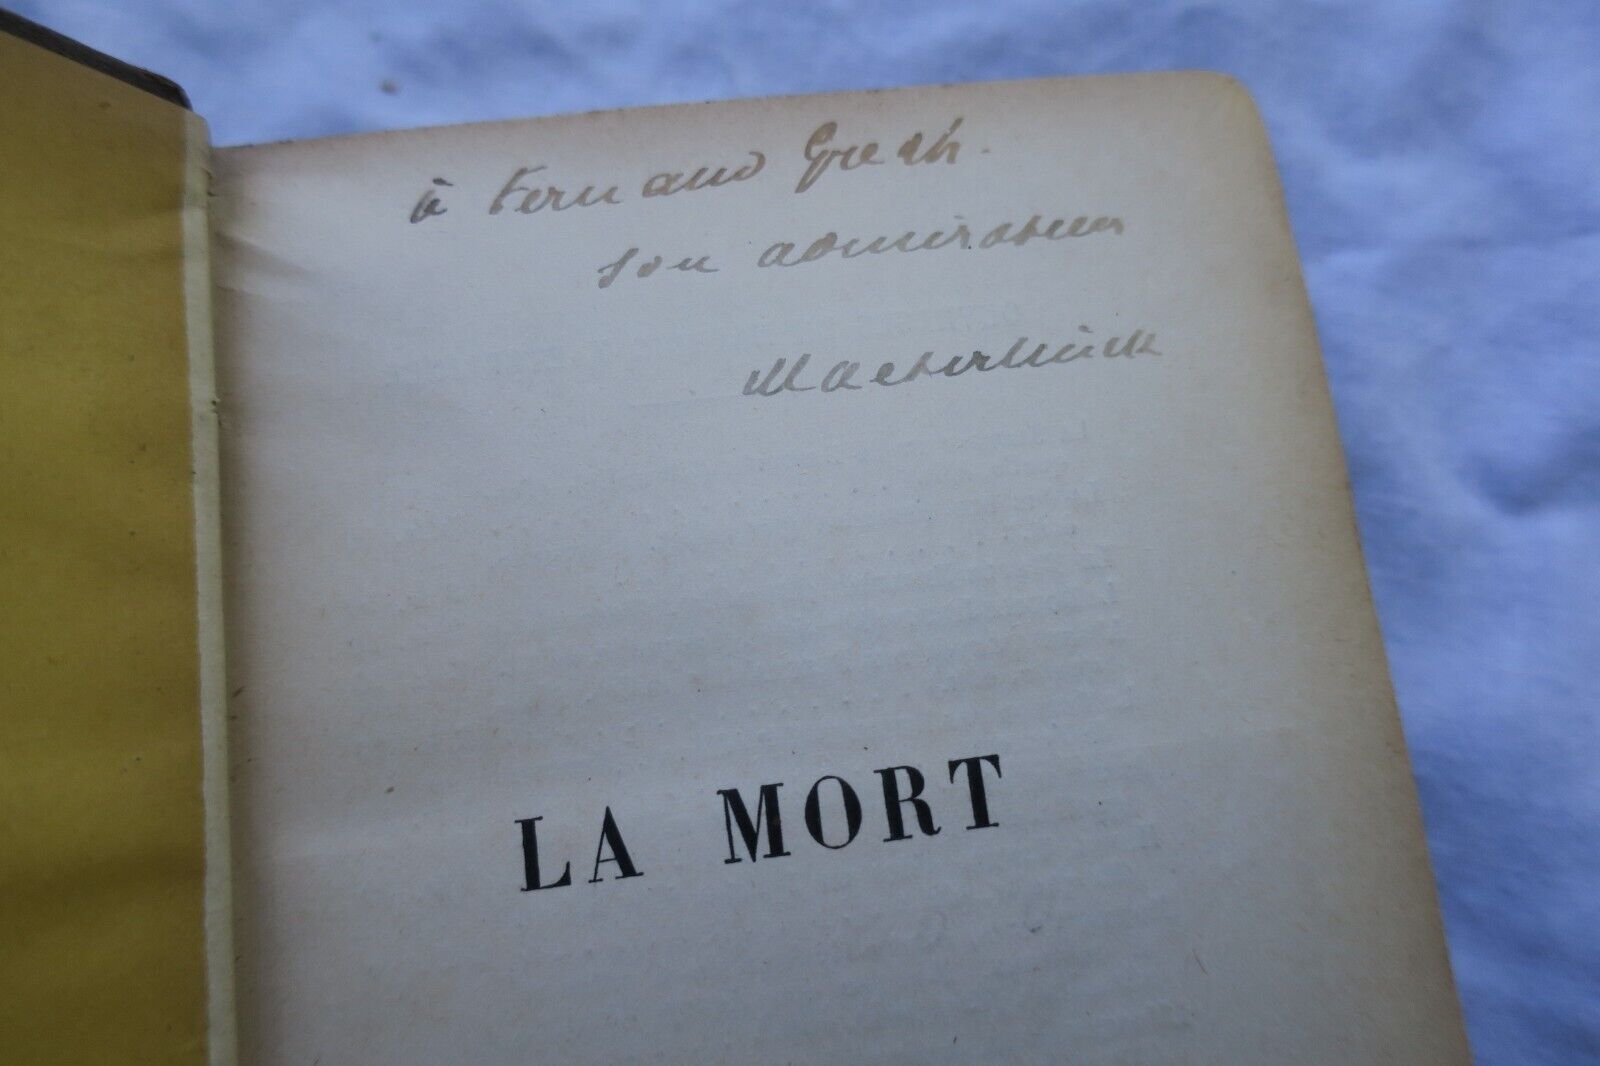 à Fernand Gregh.
son admirateur
Maeterlinck
LA MORT